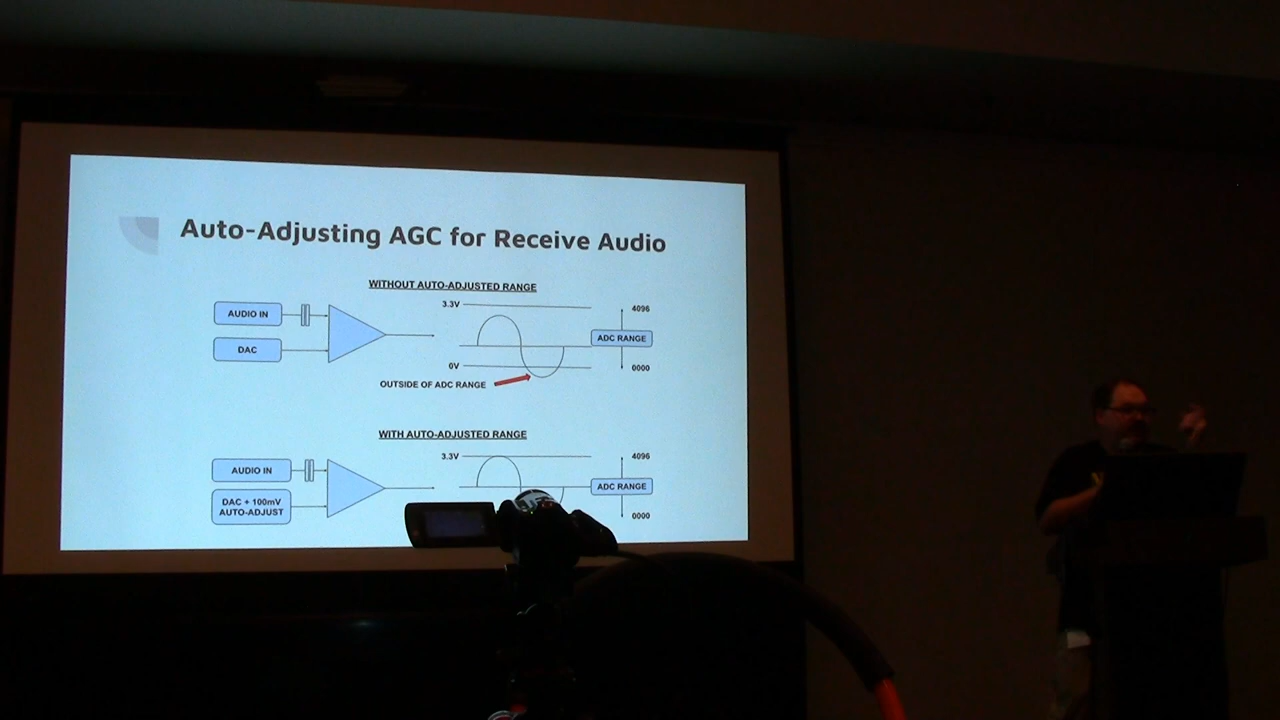 Auto-Adjusting AGC for Receive Audio
WITHOUT AUTO-ADJUSTED RANGE
AUDIO IN
DAC
3.3V
0V
4096
ADC RANGE
0000
OUTSIDE OF ADC RANGE
WITH AUTO-ADJUSTED RANGE
AUDIO IN
DAC + 100mV
AUTO-ADJUST
3.3V
4096
ADC RANGE
0000